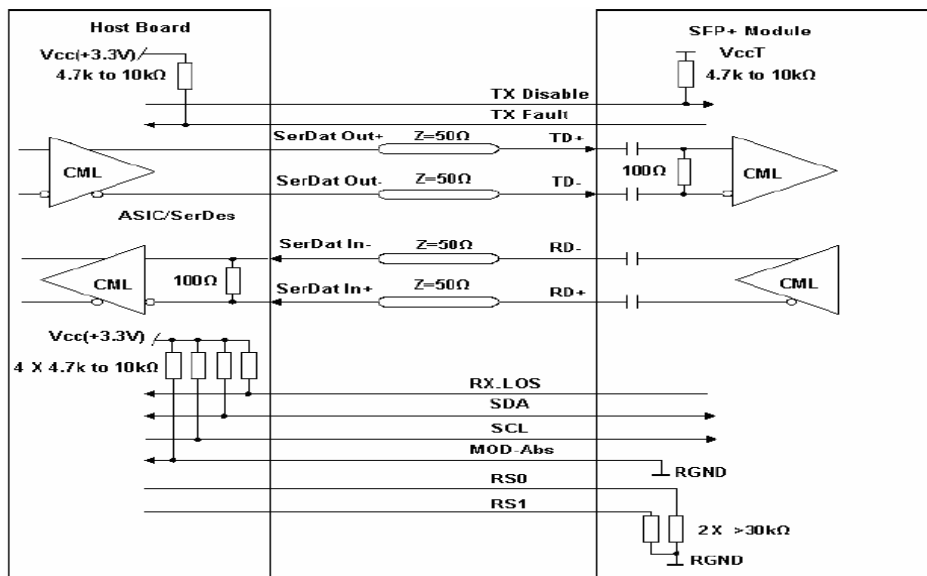 Host Board
SFP+ Module
Vcc(+3.3V)
4.7k to 10kΩ
VccT
4.7k to 10kΩ
TX Disable
TX Fault
SerDat Out+
Z=50Ω
TD+
CML
100Ω
CML
SerDat Out-
Z=50Ω
TD-
ASIC/SerDes
SerDat In-
Z=50Ω
RD-
CML
100Ω
CML
SerDat In+
Z=50Ω
RD+
Vcc(+3.3V)
4 X 4.7k to 10kΩ
RX_LOS
SDA
SCL
MOD-Abs
RGND
RS0
RS1
2X >30kΩ
RGND